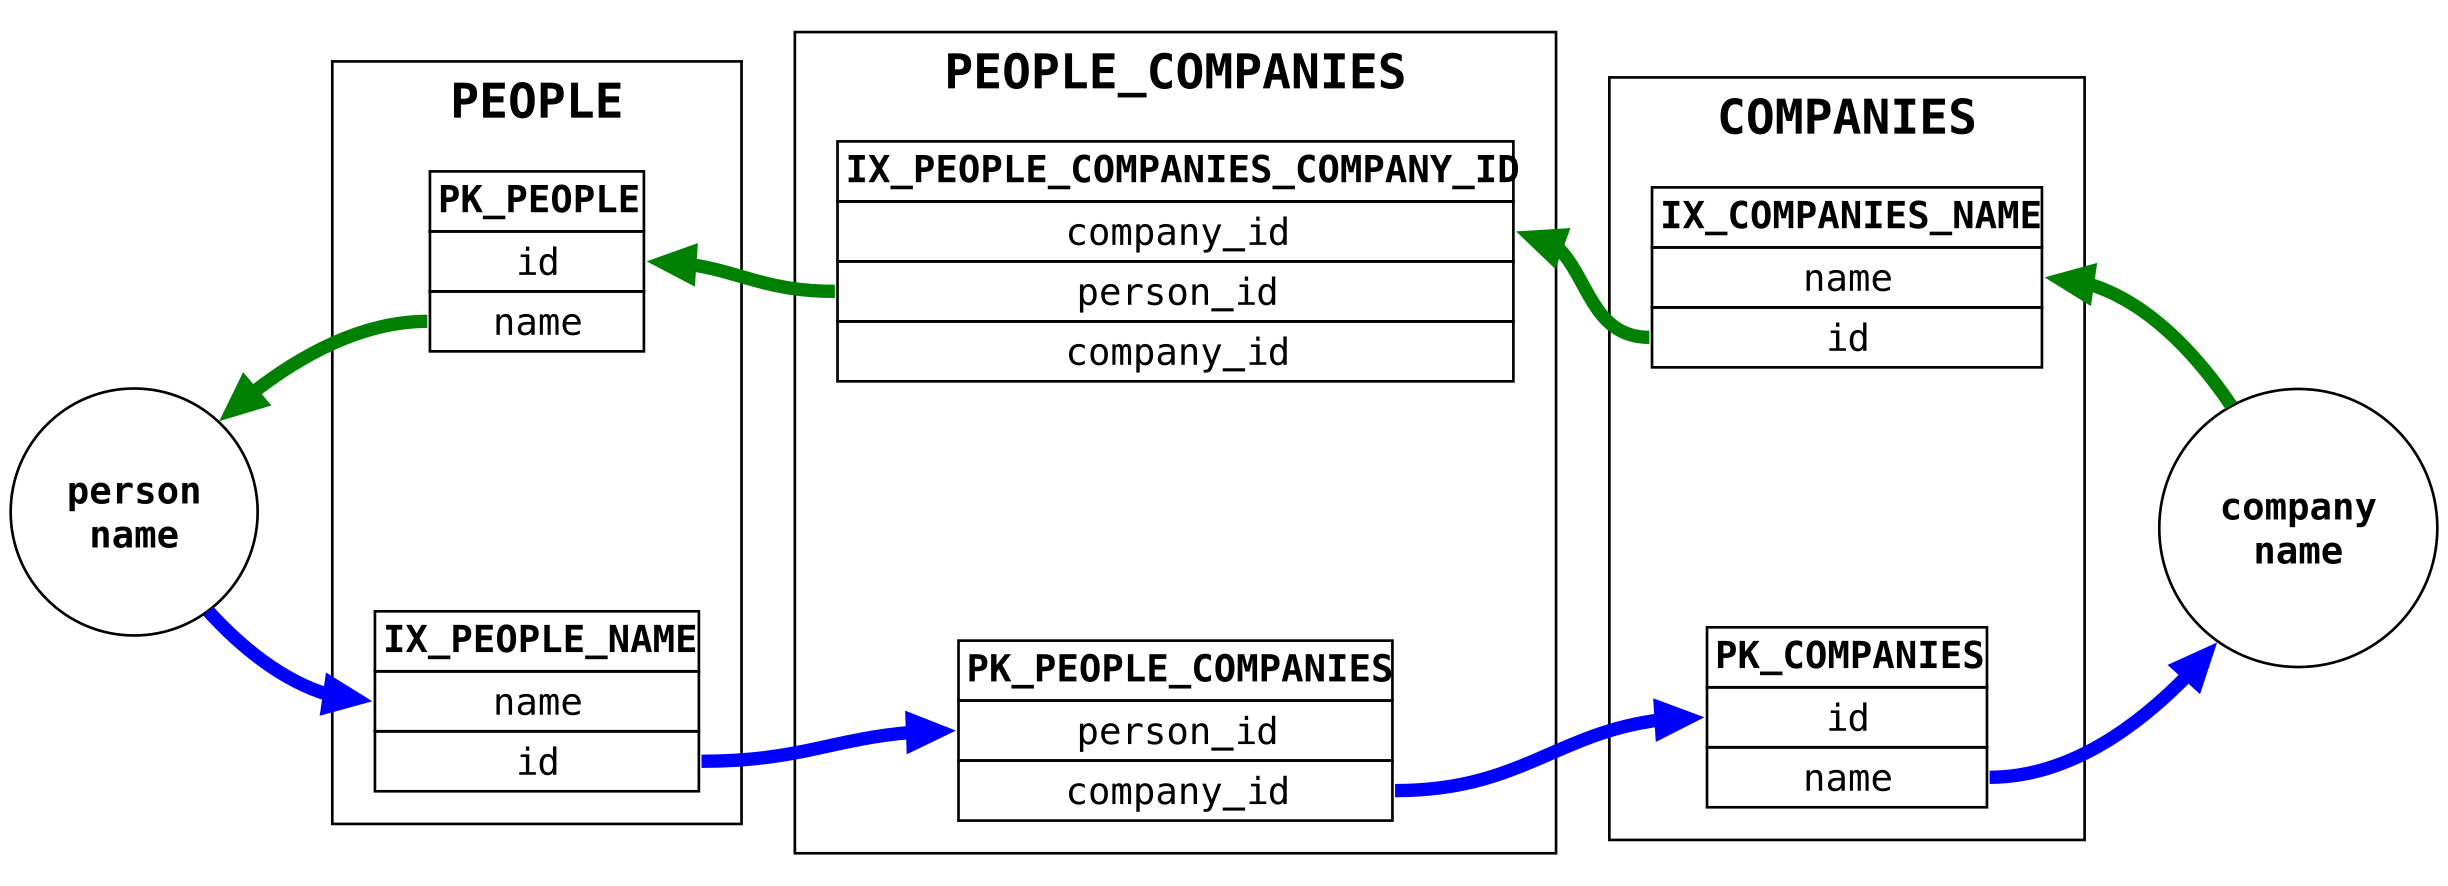 PEOPLE
PK_PEOPLE
id
name
IX_PEOPLE_NAME
name
id
PEOPLE_COMPANIES
IX_PEOPLE_COMPANIES_COMPANY_ID
company_id
person_id
company_id
PK_PEOPLE_COMPANIES
person_id
company_id
COMPANIES
IX_COMPANIES_NAME
name
id
PK_COMPANIES
id
name
person
name
company
name